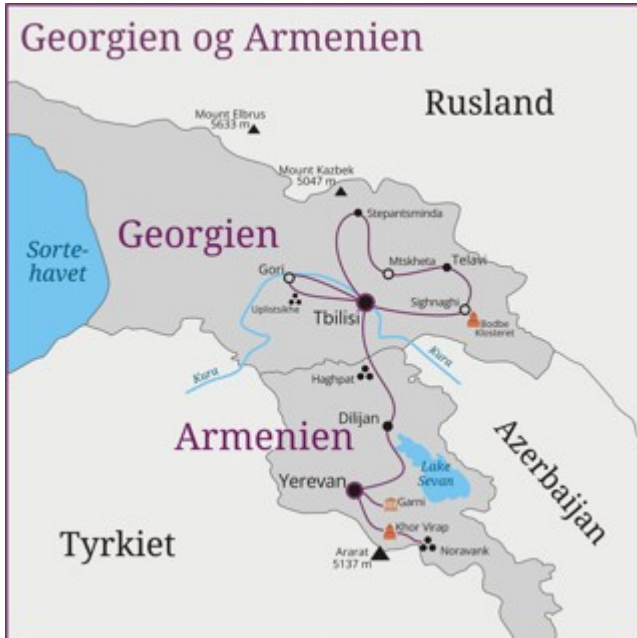 Georgien og Armenien
Rusland
Mount Elbrus
5633 m
Mount Kazbek
5047 m
Stepantsminda
Georgien
Sorte-
havet
Gori
Mtskheta
Telavi
Uplistsikhe
Sighnaghi
Tbilisi
Bodbe
Klosteret
Kura
Kura
Haghpat
Dilijan
Armenien
Azerbaijan
Lake
Sevan
Yerevan
Garni
Khor Virap
Tyrkiet
Ararat
5137 m
Noravank